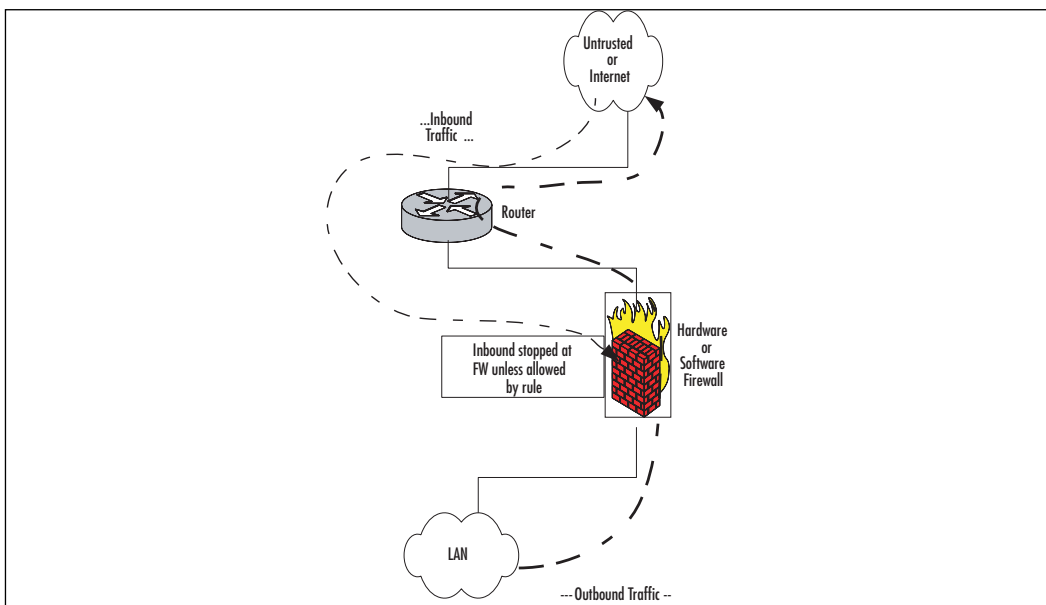 Untrusted
or
Internet
...Inbound
Traffic ...
Router
Hardware
or
Software
Firewall
Inbound stopped at
FW unless allowed
by rule
LAN
--- Outbound Traffic --